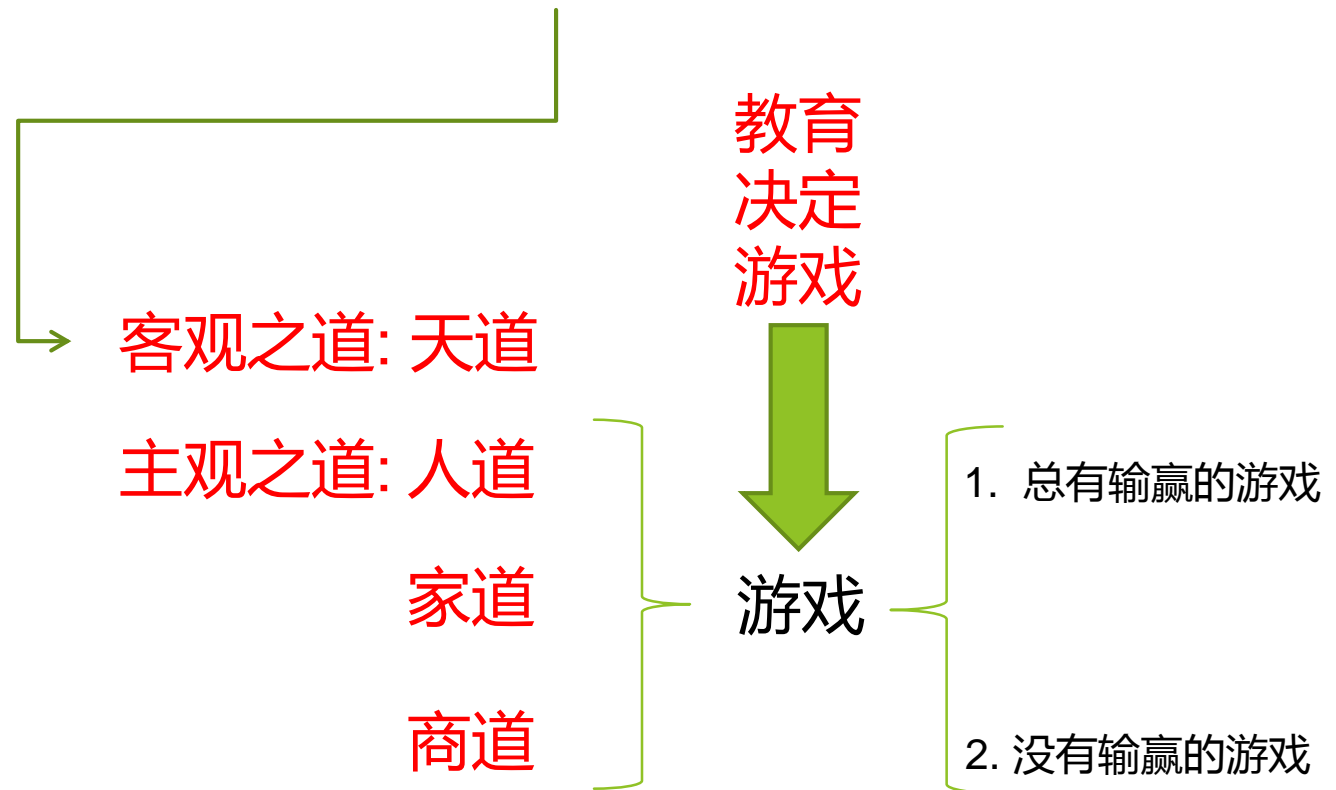 教育
决定
游戏
客观之道: 天道
主观之道: 人道
家道
商道
游戏
1. 总有输赢的游戏
2. 没有输赢的游戏